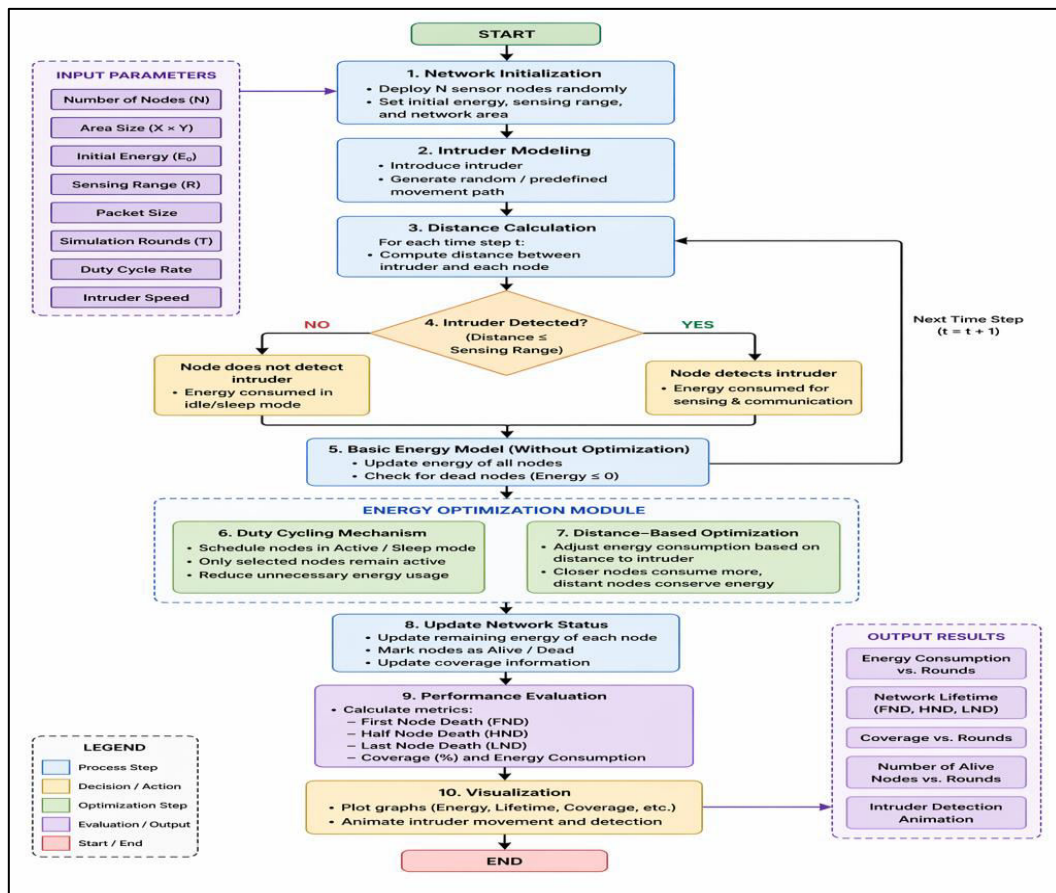 START
INPUT PARAMETERS
Number of Nodes (N)
Area Size (X × Y)
Initial Energy (E₀)
Sensing Range (R)
Packet Size
Simulation Rounds (T)
Duty Cycle Rate
Intruder Speed
1. Network Initialization
• Deploy N sensor nodes randomly
• Set initial energy, sensing range,
and network area
2. Intruder Modeling
• Introduce intruder
• Generate random / predefined
movement path
3. Distance Calculation
For each time step t:
• Compute distance between
intruder and each node
4. Intruder Detected?
(Distance ≤
Sensing Range)
NO
YES
Next Time Step
(t = t + 1)
Node does not detect
intruder
• Energy consumed in
idle/sleep mode
Node detects intruder
• Energy consumed for
sensing & communication
5. Basic Energy Model (Without Optimization)
• Update energy of all nodes
• Check for dead nodes (Energy ≤ 0)
ENERGY OPTIMIZATION MODULE
6. Duty Cycling Mechanism
• Schedule nodes in Active / Sleep mode
• Only selected nodes remain active
• Reduce unnecessary energy usage
7. Distance–Based Optimization
• Adjust energy consumption based on
distance to intruder
• Closer nodes consume more,
distant nodes conserve energy
8. Update Network Status
• Update remaining energy of each node
• Mark nodes as Alive / Dead
• Update coverage information
9. Performance Evaluation
• Calculate metrics:
– First Node Death (FND)
– Half Node Death (HND)
– Last Node Death (LND)
– Coverage (%) and Energy Consumption
10. Visualization
• Plot graphs (Energy, Lifetime, Coverage, etc.)
• Animate intruder movement and detection
END
OUTPUT RESULTS
Energy Consumption
vs. Rounds
Network Lifetime
(FND, HND, LND)
Coverage vs. Rounds
Number of Alive
Nodes vs. Rounds
Intruder Detection
Animation
LEGEND
Process Step
Decision / Action
Optimization Step
Evaluation / Output
Start / End